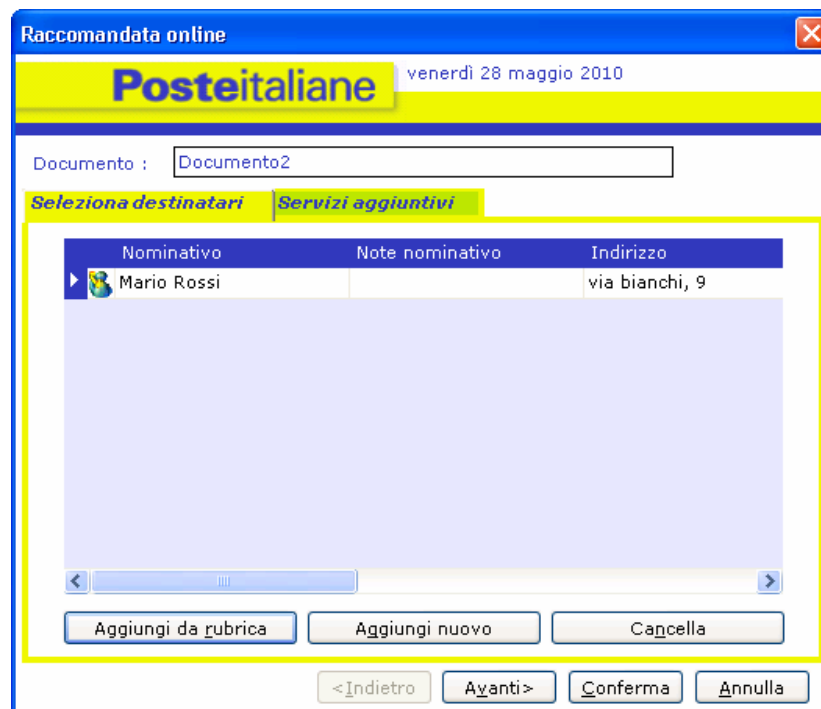 Raccomandata online
Posteitaliane
venerdì 28 maggio 2010
Documento : Documento2
Seleziona destinatari Servizi aggiuntivi
Nominativo Note nominativo Indirizzo
Mario Rossi via bianchi, 9
Aggiungi da rubrica Aggiungi nuovo Cancella
<Indietro Avanti> Conferma Annulla